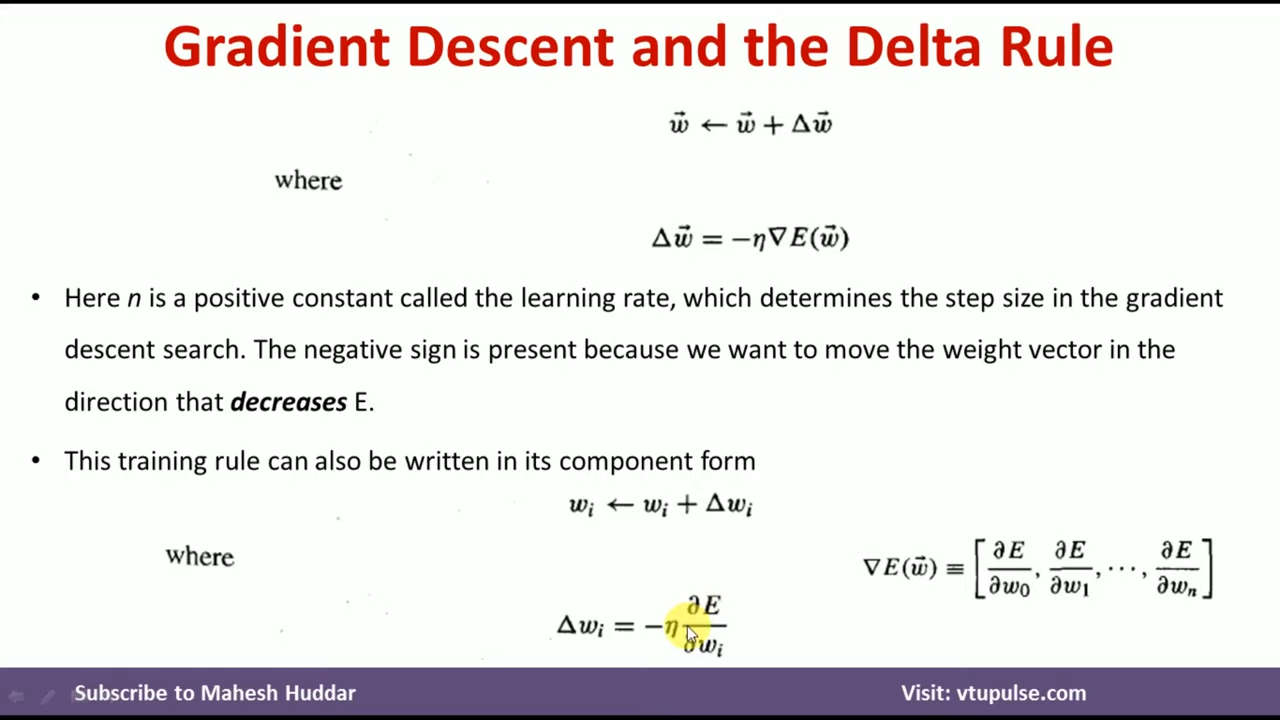 Gradient Descent and the Delta Rule
w⃗ ← w⃗ + Δw⃗
where
Δw⃗ = −η∇E(w⃗)
• Here n is a positive constant called the learning rate, which determines the step size in the gradient
descent search. The negative sign is present because we want to move the weight vector in the
direction that decreases E.
• This training rule can also be written in its component form
wᵢ ← wᵢ + Δwᵢ
where
∇E(w⃗) ≡ [∂E/∂w₀, ∂E/∂w₁, ⋯, ∂E/∂wₙ]
Δwᵢ = −η ∂E/∂wᵢ
Subscribe to Mahesh Huddar
Visit: vtupulse.com